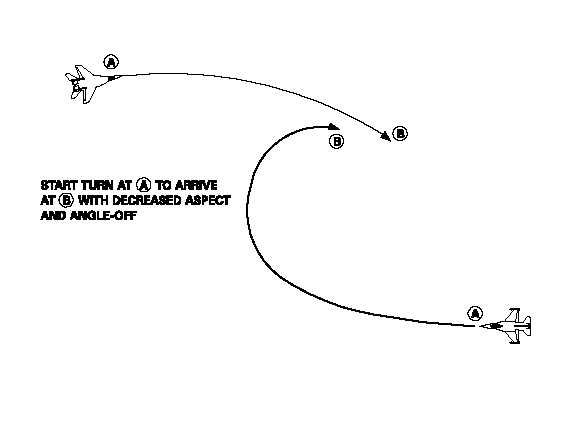 A
B
B
START TURN AT A TO ARRIVE
AT B WITH DECREASED ASPECT
AND ANGLE-OFF
A